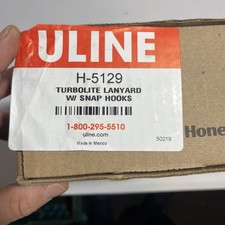 ULINE
H-5129
TURBOLITE LANYARD
W/ SNAP HOOKS
1-800-295-5510
uline.com
Made in Mexico
50219
Hone